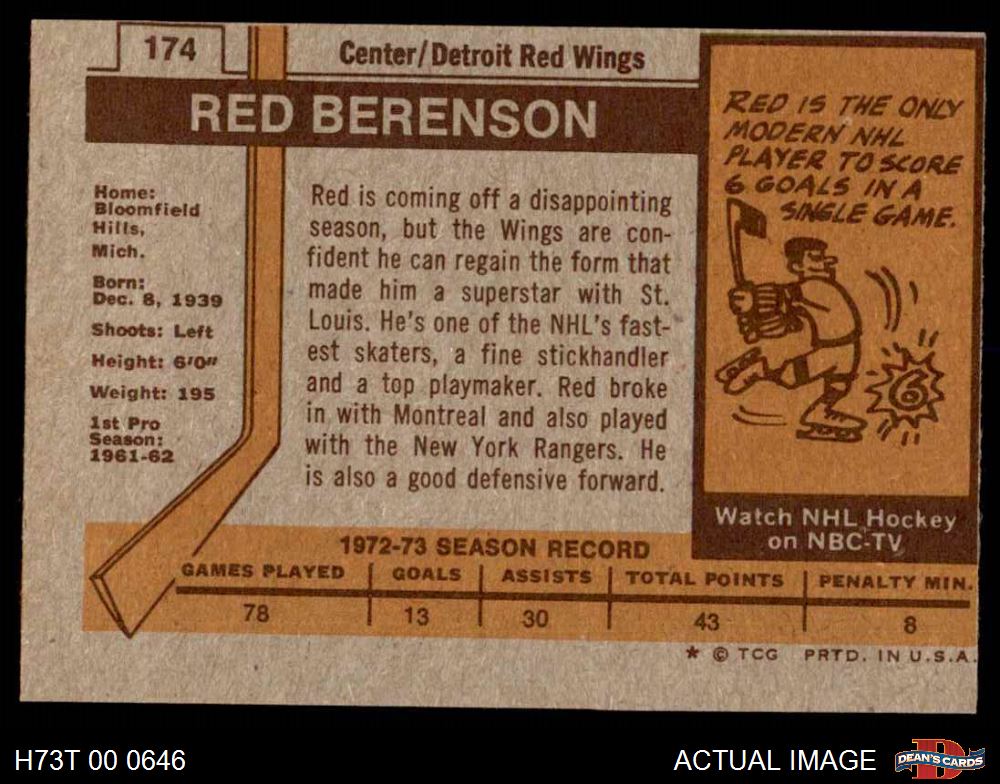 174
Center/Detroit Red Wings
RED BERENSON
Home:
Bloomfield
Hills,
Mich.
Born:
Dec. 8, 1939
Shoots: Left
Height: 6'0"
Weight: 195
1st Pro
Season:
1961-62
Red is coming off a disappointing
season, but the Wings are con-
fident he can regain the form that
made him a superstar with St.
Louis. He's one of the NHL's fast-
est skaters, a fine stickhandler
and a top playmaker. Red broke
in with Montreal and also played
with the New York Rangers. He
is also a good defensive forward.
RED IS THE ONLY
MODERN NHL
PLAYER TO SCORE
6 GOALS IN A
SINGLE GAME.
6
Watch NHL Hockey
on NBC-TV
1972-73 SEASON RECORD
GAMES PLAYED GOALS ASSISTS TOTAL POINTS PENALTY MIN.
78 13 30 43 8
* © TCG PRTD. IN U.S.A.
H73T 00 0646
ACTUAL IMAGE
DEAN'S CARDS